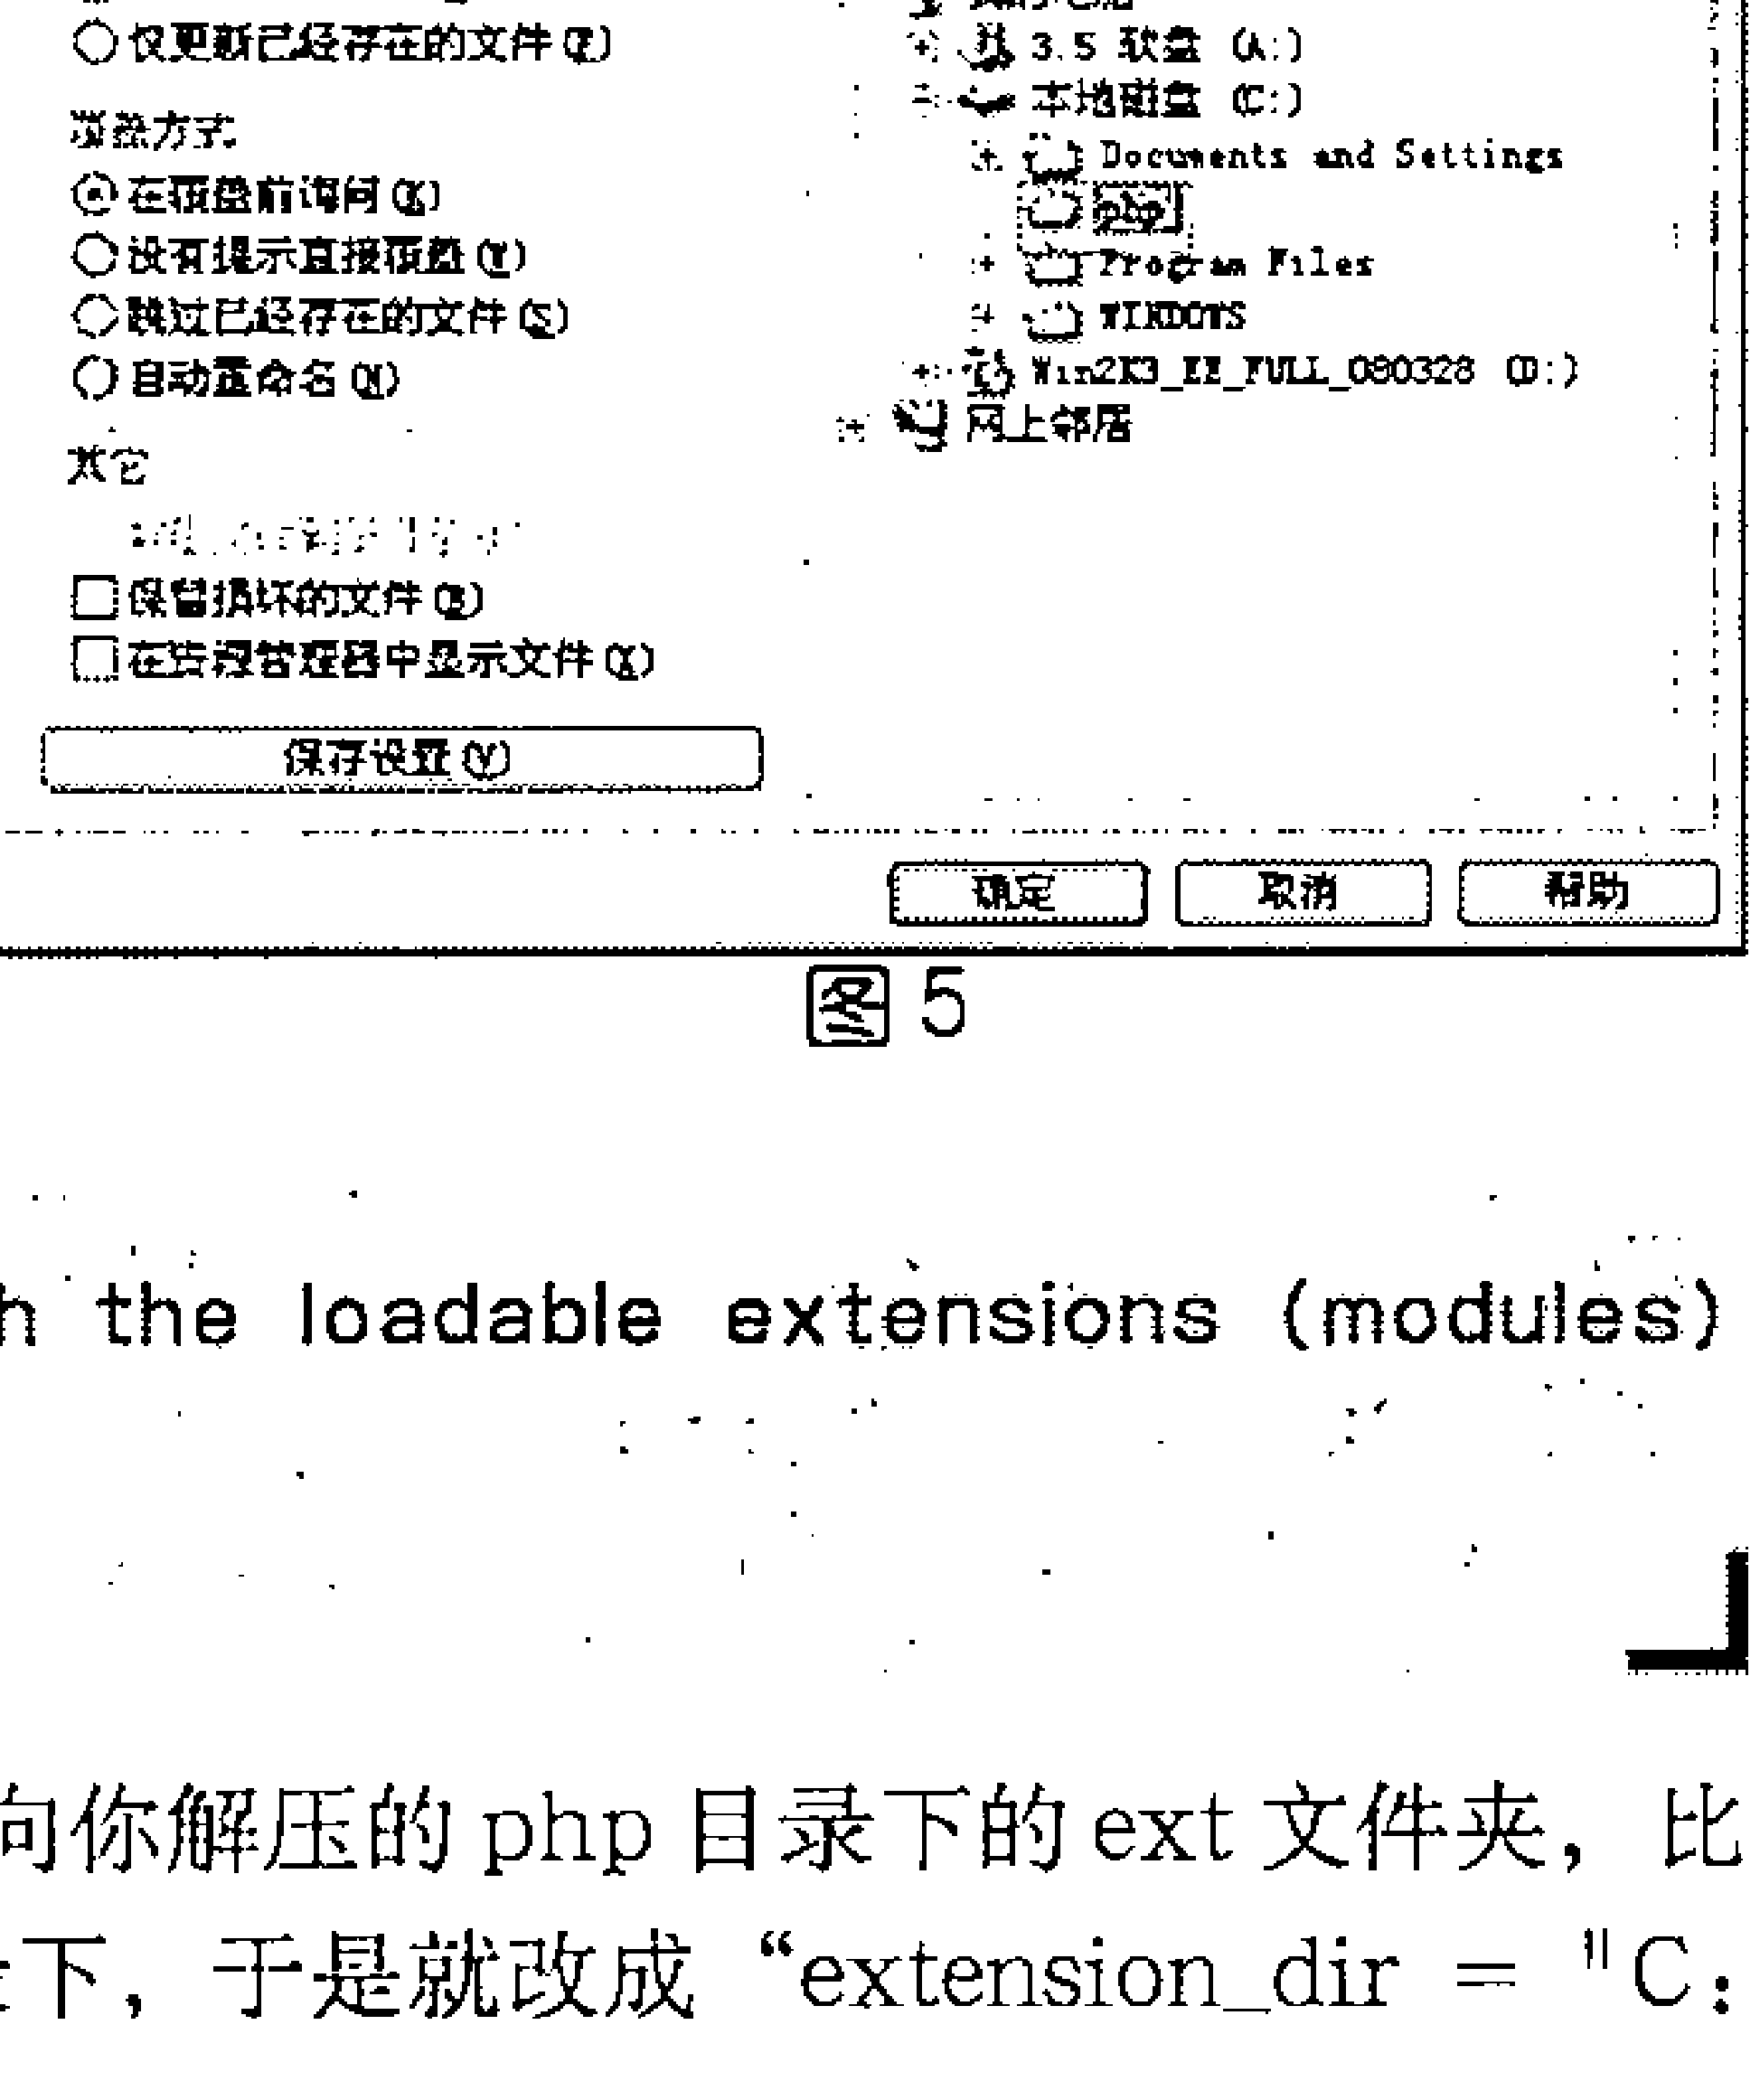 仅更新已经存在的文件(F)
覆盖方式
在覆盖前询问(K)
没有提示直接覆盖(W)
跳过已经存在的文件(S)
自动重命名(N)
其它
保留损坏的文件(B)
在资源管理器中显示文件(X)
保存设置(V)
3.5 软盘 (A:)
本地磁盘 (C:)
Documents and Settings
php
Program Files
WINDOWS
Win2K3_EE_FULL_080328 (D:)
网上邻居
确定 取消 帮助
图 5
the loadable extensions (modules)
向你解压的 php 目录下的 ext 文件夹，比
下，于是就改成“extension_dir = "C：